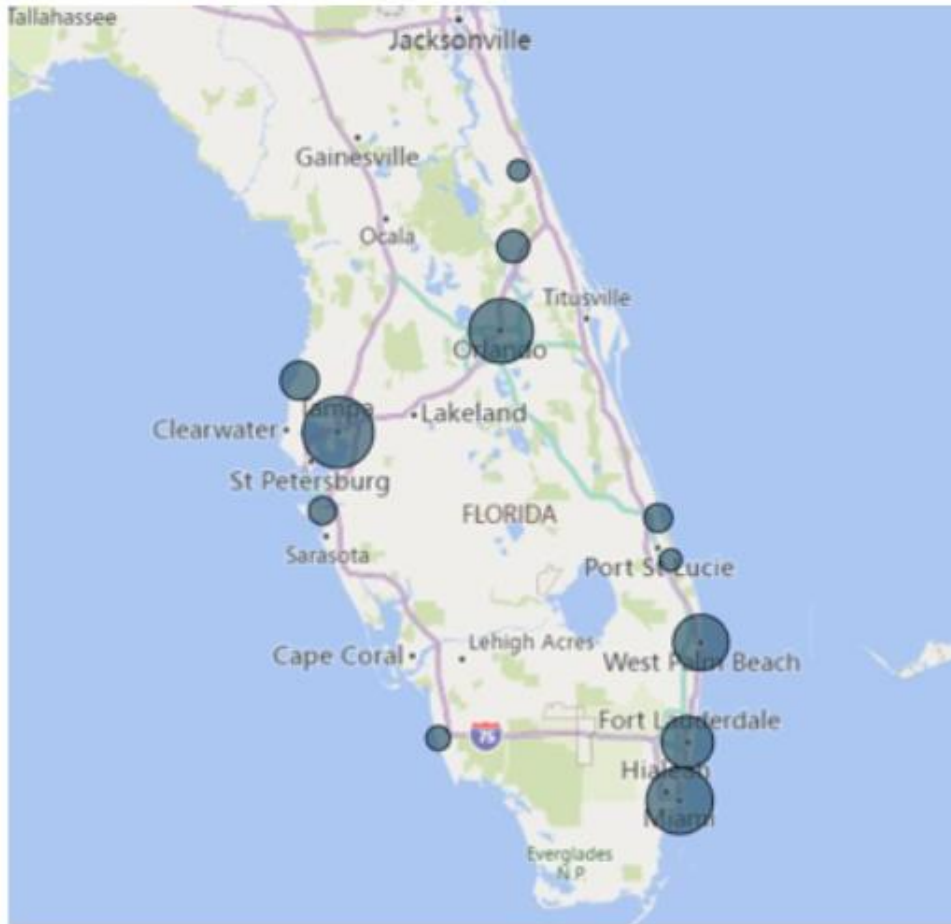 Tallahassee
Jacksonville
Gainesville
Ocala
Titusville
Orlando
Tampa
Lakeland
Clearwater
St Petersburg
FLORIDA
Sarasota
Port St Lucie
Lehigh Acres
Cape Coral
West Palm Beach
Fort Lauderdale
75
Hialeah
Miami
Everglades
N.P.